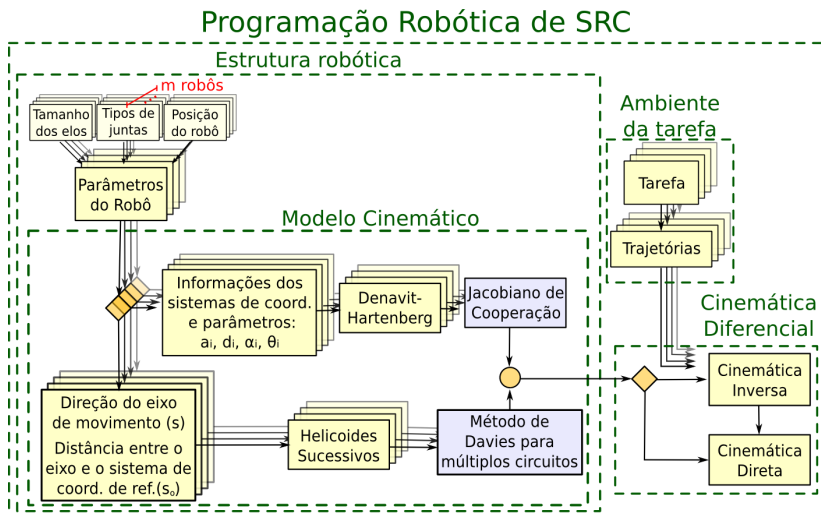 Programação Robótica de SRC
Estrutura robótica
m robôs
Tamanho
dos elos
Tipos de
juntas
Posição
do robô
Parâmetros
do Robô
Ambiente
da tarefa
Tarefa
Trajetórias
Modelo Cinemático
Informações dos
sistemas de coord.
e parâmetros:
aᵢ, dᵢ, αᵢ, θᵢ
Denavit-
Hartenberg
Jacobiano de
Cooperação
Direção do eixo
de movimento (s)
Distância entre o
eixo e o sistema de
coord. de ref.(sₒ)
Helicoides
Sucessivos
Método de
Davies para
múltiplos circuitos
Cinemática
Diferencial
Cinemática
Inversa
Cinemática
Direta